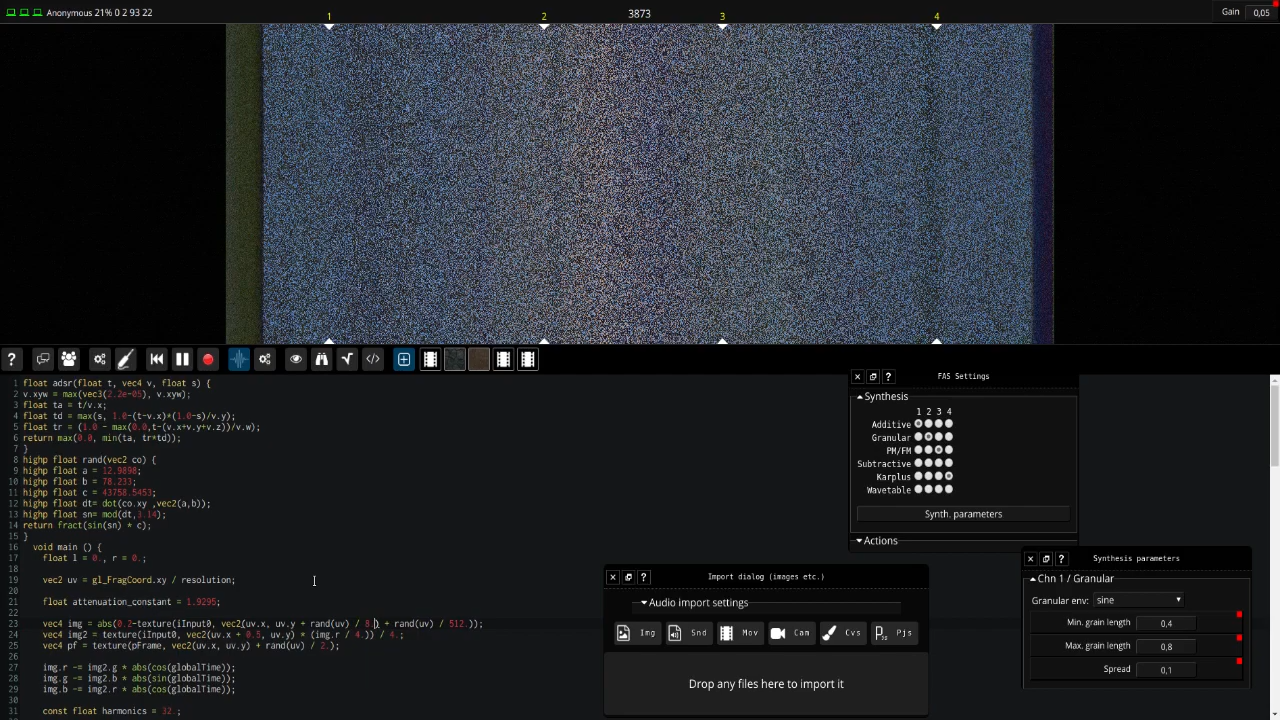 Anonymous 21% 0 2 93 22
3873
Gain 0,05
1 2 3 4
1 float adsr(float t, vec4 v, float s) {
2 v.xyw = max(vec3(2.2e-05), v.xyw);
3 float ta = t/v.x;
4 float td = max(s, 1.0-(t-v.x)*(1.0-s)/v.y);
5 float tr = (1.0 - max(0.0,t-(v.x+v.y+v.z))/v.w);
6 return max(0.0, min(ta, tr*td));
7 }
8 highp float rand(vec2 co) {
9 highp float a = 12.9898;
10 highp float b = 78.233;
11 highp float c = 43758.5453;
12 highp float dt= dot(co.xy ,vec2(a,b));
13 highp float sn= mod(dt,3.14);
14 return fract(sin(sn) * c);
15 }
16 void main () {
17 float l = 0., r = 0.;
18
19 vec2 uv = gl_FragCoord.xy / resolution;
20
21 float attenuation_constant = 1.9295;
22
23 vec4 img = abs(0.2-texture(iInput0, vec2(uv.x, uv.y + rand(uv) / 8.) + rand(uv) / 512.));
24 vec4 img2 = texture(iInput0, vec2(uv.x + 0.5, uv.y) * (img.r / 4.)) / 4.;
25 vec4 pf = texture(pFrame, vec2(uv.x, uv.y) + rand(uv) / 2.);
26
27 img.r -= img2.g * abs(cos(globalTime));
28 img.g -= img2.b * abs(sin(globalTime));
29 img.b -= img2.r * abs(cos(globalTime));
30
31 const float harmonics = 32.;
FAS Settings
Synthesis
1 2 3 4
Additive
Granular
PM/FM
Subtractive
Karplus
Wavetable
Synth. parameters
Actions
Import dialog (images etc.)
Audio import settings
Img Snd Mov Cam Cvs Pjs
Drop any files here to import it
Synthesis parameters
Chn 1 / Granular
Granular env: sine
Min. grain length 0,4
Max. grain length 0,8
Spread 0,1